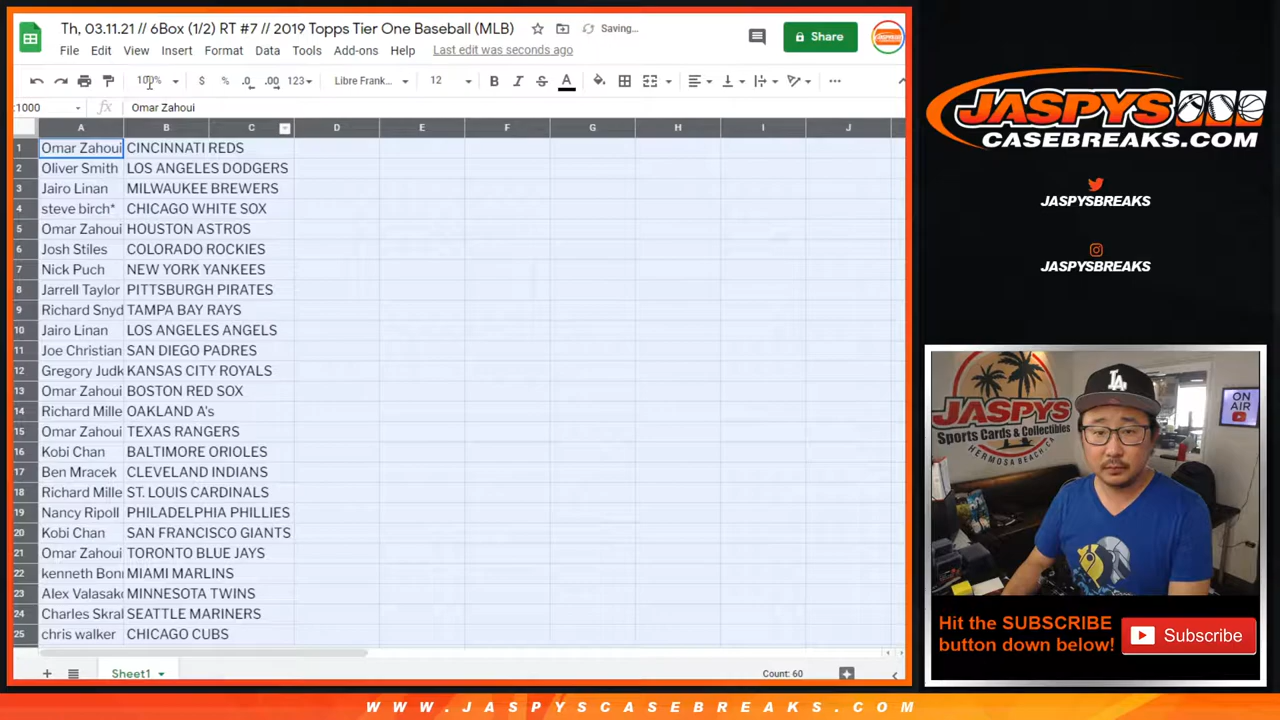 Th, 03.11.21 // 6Box (1/2) RT #7 // 2019 Topps Tier One Baseball (MLB)
Saving...
Share
File Edit View Insert Format Data Tools Add-ons Help Last edit was seconds ago
100% $ % .0 .00 123 Libre Frank... 12 B I S A
:1000 fx Omar Zahoui
A B C D E F G H I J
1 Omar Zahoui CINCINNATI REDS
2 Oliver Smith LOS ANGELES DODGERS
3 Jairo Linan MILWAUKEE BREWERS
4 steve birch* CHICAGO WHITE SOX
5 Omar Zahoui HOUSTON ASTROS
6 Josh Stiles COLORADO ROCKIES
7 Nick Puch NEW YORK YANKEES
8 Jarrell Taylor PITTSBURGH PIRATES
9 Richard Snyd TAMPA BAY RAYS
10 Jairo Linan LOS ANGELES ANGELS
11 Joe Christian SAN DIEGO PADRES
12 Gregory Judk KANSAS CITY ROYALS
13 Omar Zahoui BOSTON RED SOX
14 Richard Mille OAKLAND A's
15 Omar Zahoui TEXAS RANGERS
16 Kobi Chan BALTIMORE ORIOLES
17 Ben Mracek CLEVELAND INDIANS
18 Richard Mille ST. LOUIS CARDINALS
19 Nancy Ripoll PHILADELPHIA PHILLIES
20 Kobi Chan SAN FRANCISCO GIANTS
21 Omar Zahoui TORONTO BLUE JAYS
22 kenneth Bon MIAMI MARLINS
23 Alex Valasak MINNESOTA TWINS
24 Charles Skral SEATTLE MARINERS
25 chris walker CHICAGO CUBS
Sheet1
Count: 60
JASPYS
CASEBREAKS.COM
JASPYSBREAKS
JASPYSBREAKS
JASPYS
Sports Cards & Collectibles
HERMOSA BEACH, CA
LA
ON
AIR
Hit the SUBSCRIBE
button down below!
Subscribe
WWW.JASPYSCASEBREAKS.COM